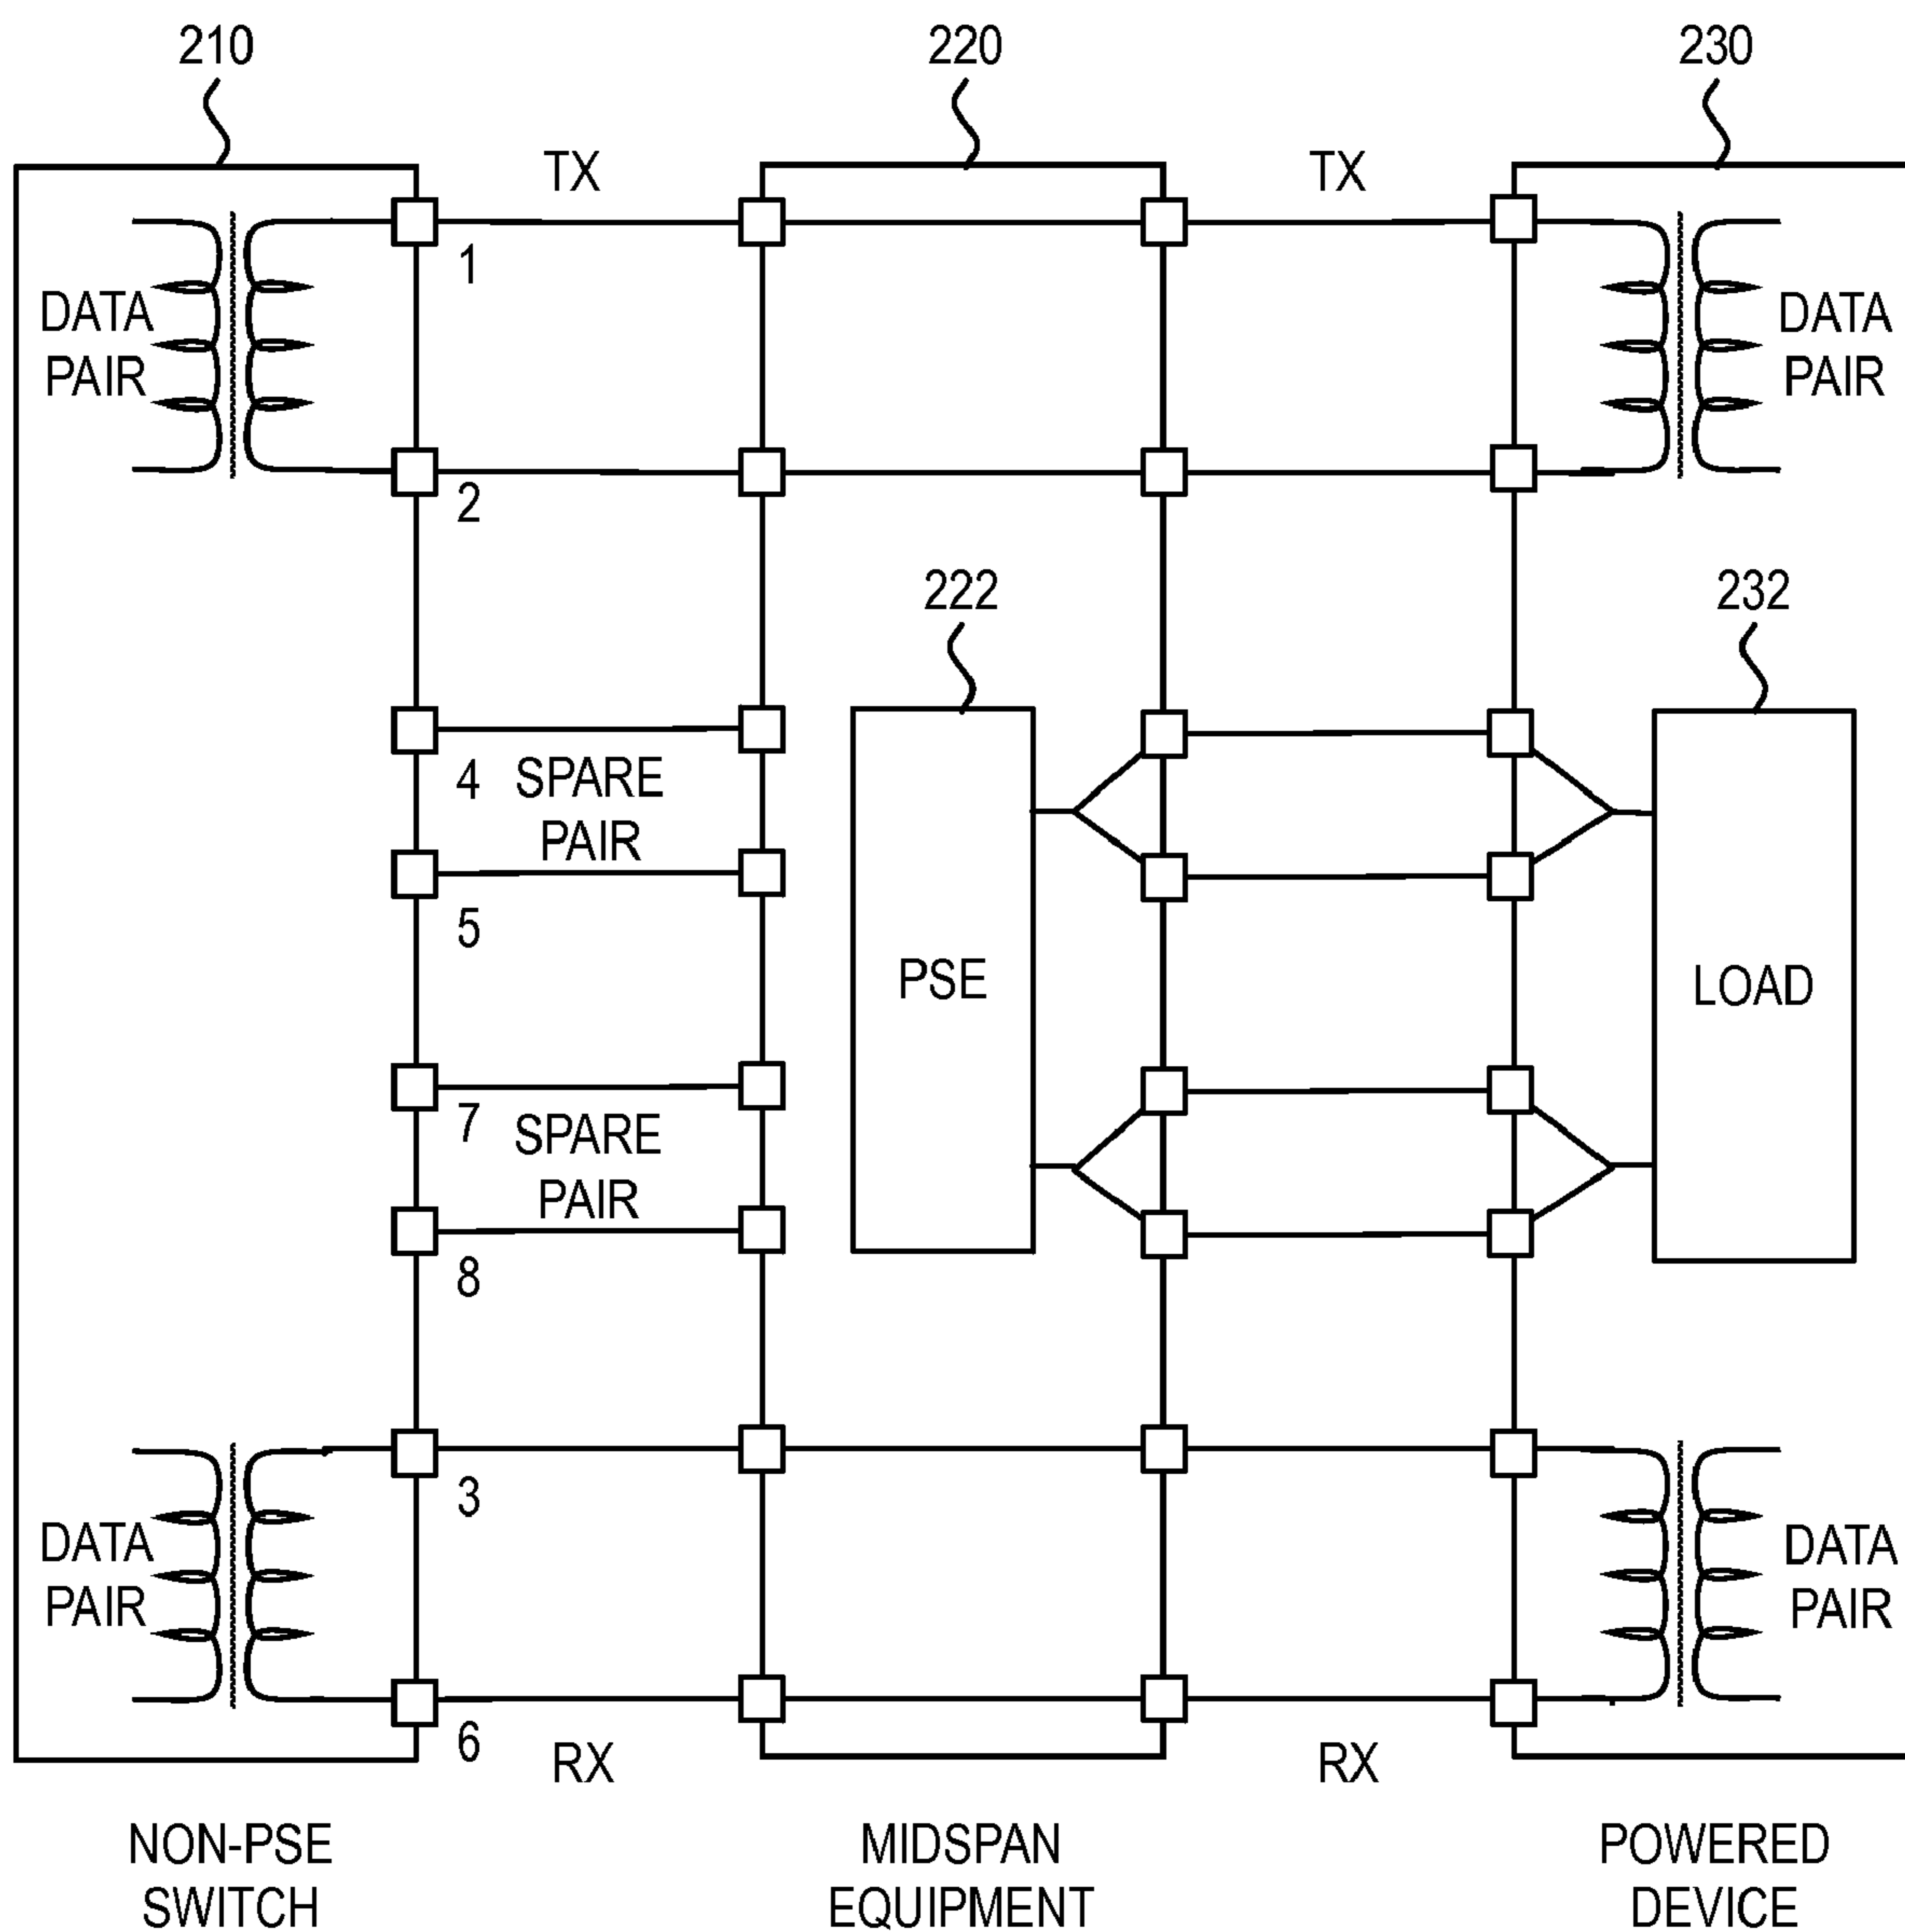 210
220
230
TX
TX
1
DATA
PAIR
DATA
PAIR
2
222
232
4
SPARE
PAIR
5
PSE
LOAD
7
SPARE
PAIR
8
3
DATA
PAIR
DATA
PAIR
6
RX
RX
NON-PSE
SWITCH
MIDSPAN
EQUIPMENT
POWERED
DEVICE